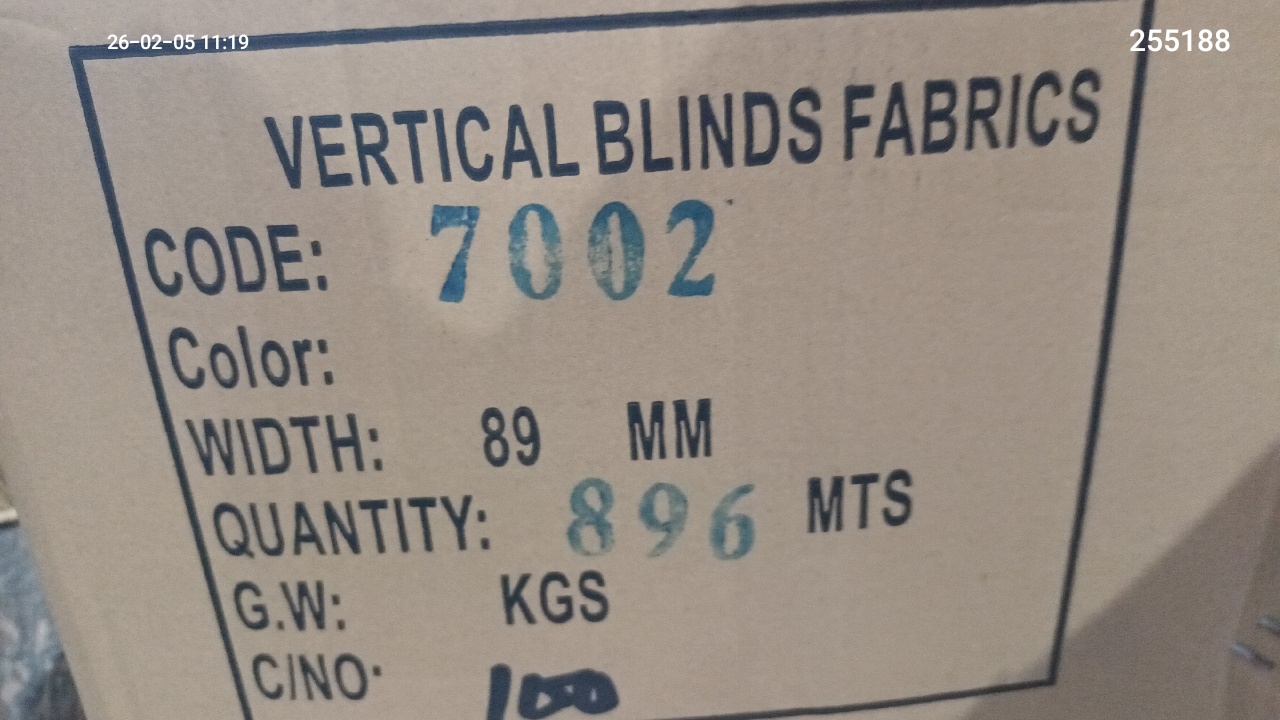 26-02-05 11:19
255188
VERTICAL BLINDS FABRICS
CODE: 7002
Color:
WIDTH: 89 MM
QUANTITY: 896 MTS
G.W: KGS
C/NO: 100